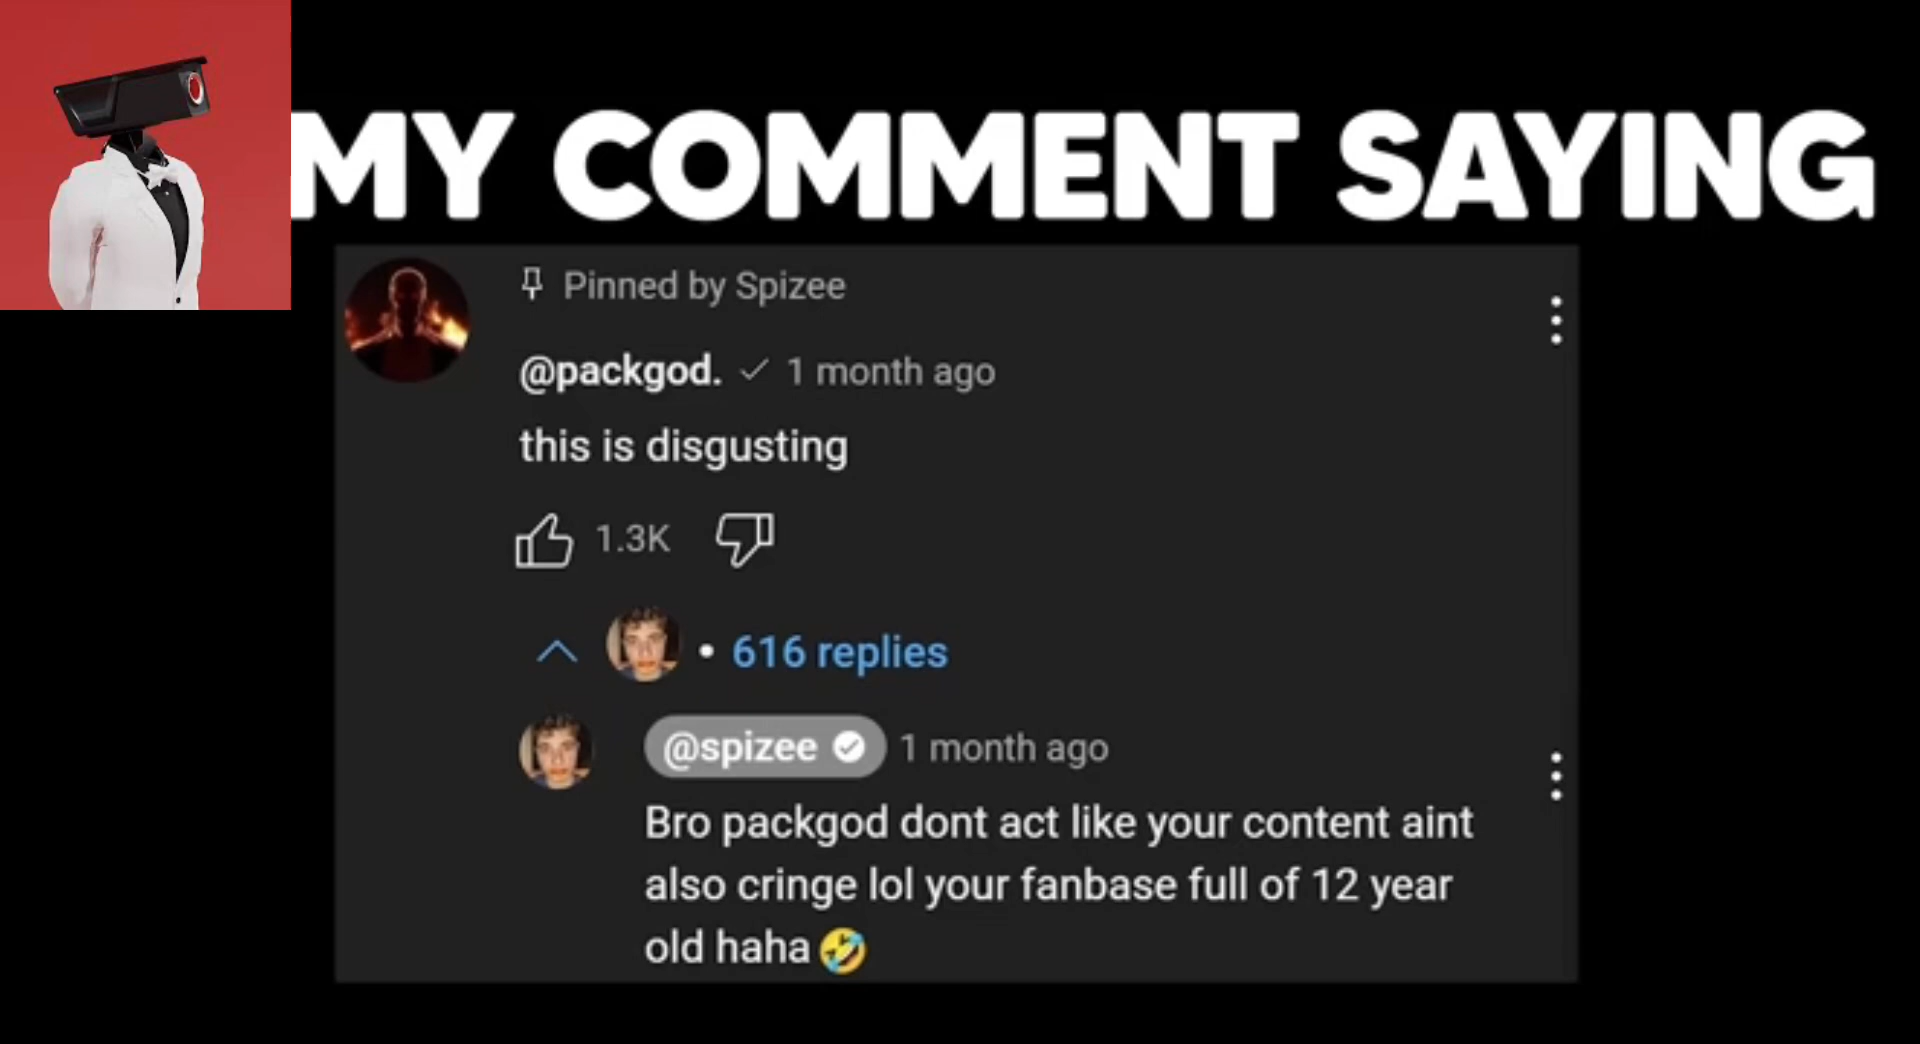 MY COMMENT SAYING
Pinned by Spizee
@packgod. 1 month ago
this is disgusting
1.3K
616 replies
@spizee 1 month ago
Bro packgod dont act like your content aint
also cringe lol your fanbase full of 12 year
old haha 🤣